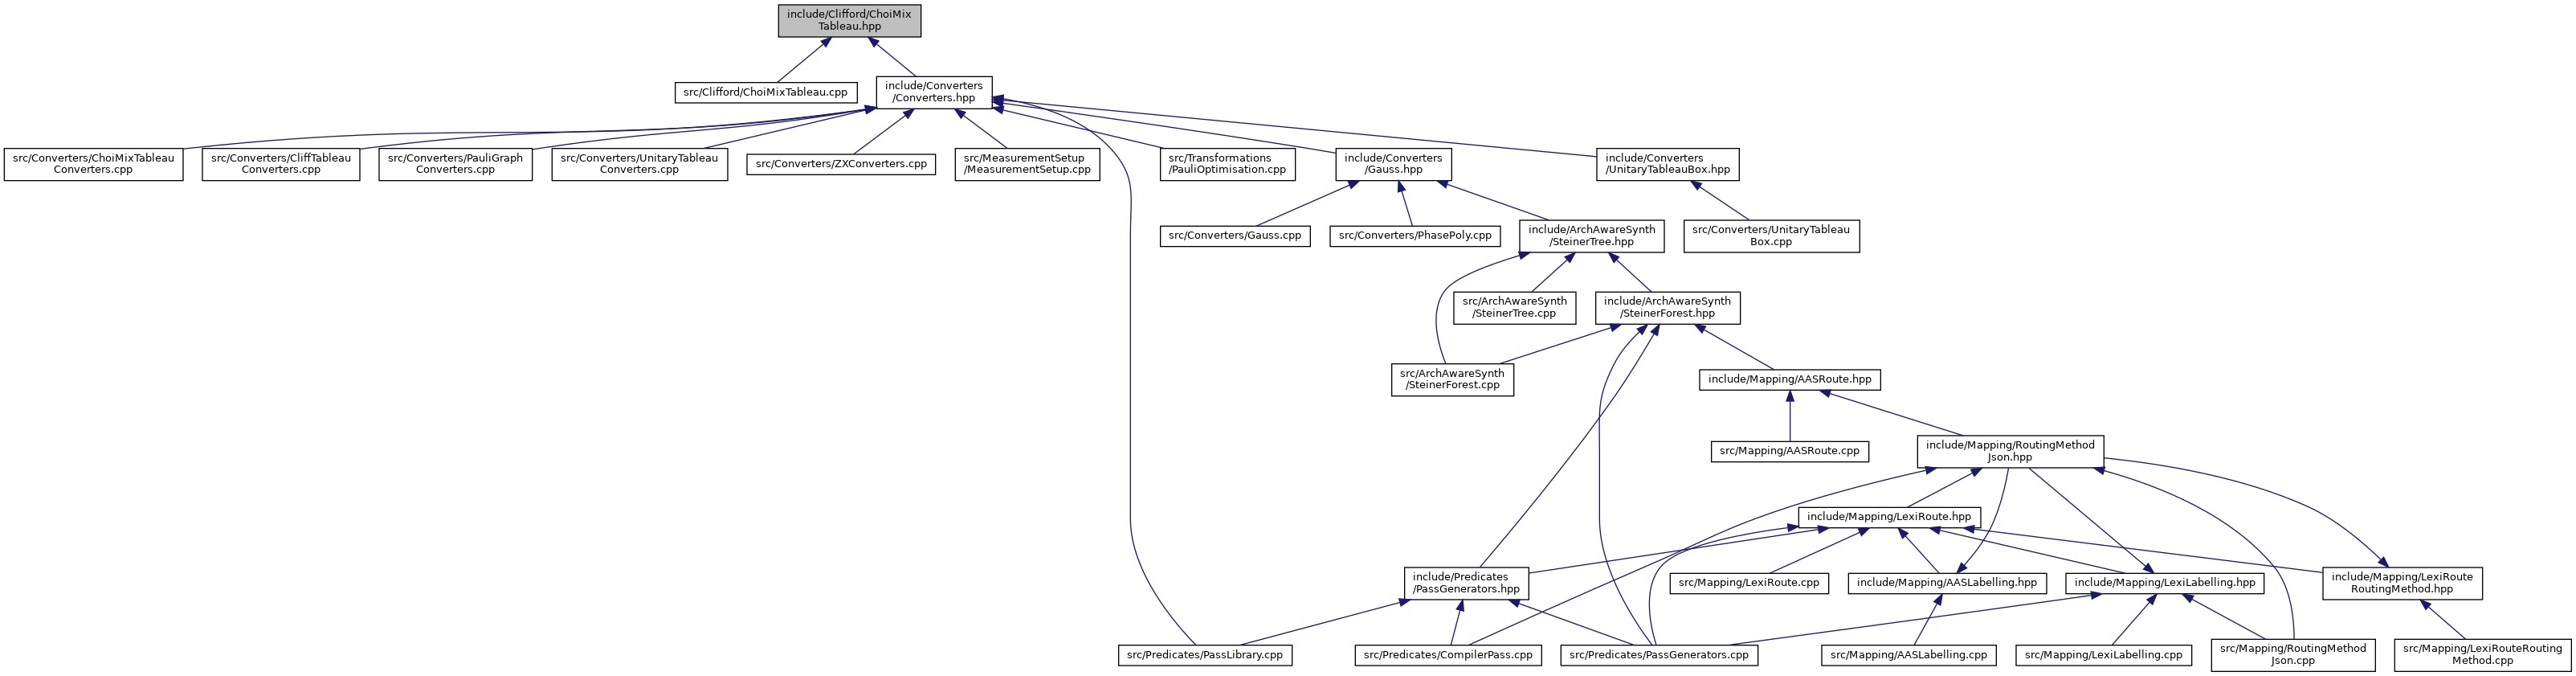 include/Clifford/ChoiMix
Tableau.hpp
src/Clifford/ChoiMixTableau.cpp
include/Converters
/Converters.hpp
src/Converters/ChoiMixTableau
Converters.cpp
src/Converters/CliffTableau
Converters.cpp
src/Converters/PauliGraph
Converters.cpp
src/Converters/UnitaryTableau
Converters.cpp
src/Converters/ZXConverters.cpp
src/MeasurementSetup
/MeasurementSetup.cpp
src/Transformations
/PauliOptimisation.cpp
include/Converters
/Gauss.hpp
include/Converters
/UnitaryTableauBox.hpp
src/Converters/Gauss.cpp
src/Converters/PhasePoly.cpp
include/ArchAwareSynth
/SteinerTree.hpp
src/Converters/UnitaryTableau
Box.cpp
src/ArchAwareSynth
/SteinerTree.cpp
include/ArchAwareSynth
/SteinerForest.hpp
src/ArchAwareSynth
/SteinerForest.cpp
include/Mapping/AASRoute.hpp
src/Mapping/AASRoute.cpp
include/Mapping/RoutingMethod
Json.hpp
include/Mapping/LexiRoute.hpp
include/Predicates
/PassGenerators.hpp
src/Mapping/LexiRoute.cpp
include/Mapping/AASLabelling.hpp
include/Mapping/LexiLabelling.hpp
include/Mapping/LexiRoute
RoutingMethod.hpp
src/Predicates/PassLibrary.cpp
src/Predicates/CompilerPass.cpp
src/Predicates/PassGenerators.cpp
src/Mapping/AASLabelling.cpp
src/Mapping/LexiLabelling.cpp
src/Mapping/RoutingMethod
Json.cpp
src/Mapping/LexiRouteRouting
Method.cpp